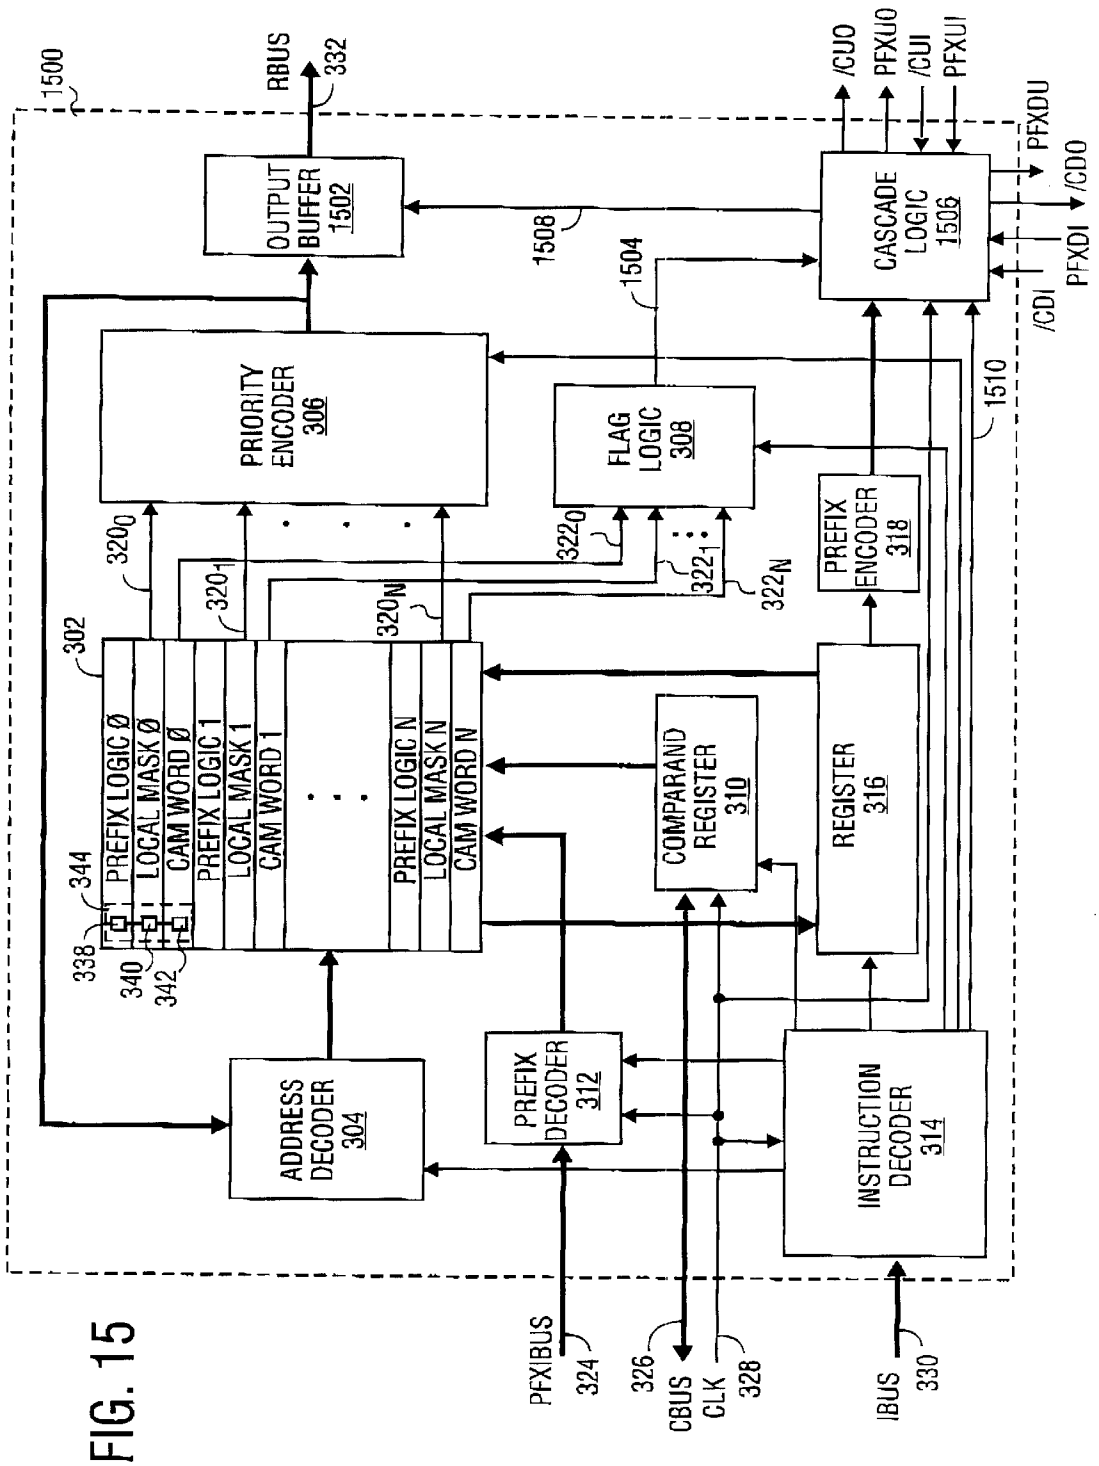 FIG. 15
1500
RBUS
332
OUTPUT
BUFFER
1502
1508
1504
PRIORITY
ENCODER
306
320₀
320₁
320N
302
344
338
340
342
PREFIX LOGIC Ø
LOCAL MASK Ø
CAM WORD Ø
PREFIX LOGIC 1
LOCAL MASK 1
CAM WORD 1
PREFIX LOGIC N
LOCAL MASK N
CAM WORD N
ADDRESS
DECODER
304
FLAG
LOGIC
308
322₀
322₁
322N
COMPARAND
REGISTER
310
PREFIX
DECODER
312
PFXIBUS
324
326
CBUS
CLK
328
IBUS
330
INSTRUCTION
DECODER
314
REGISTER
316
PREFIX
ENCODER
318
CASCADE
LOGIC
1506
1510
/CUO
PFXUO
/CUI
PFXUI
PFXDU
/CDO
PFXDI
/CDI